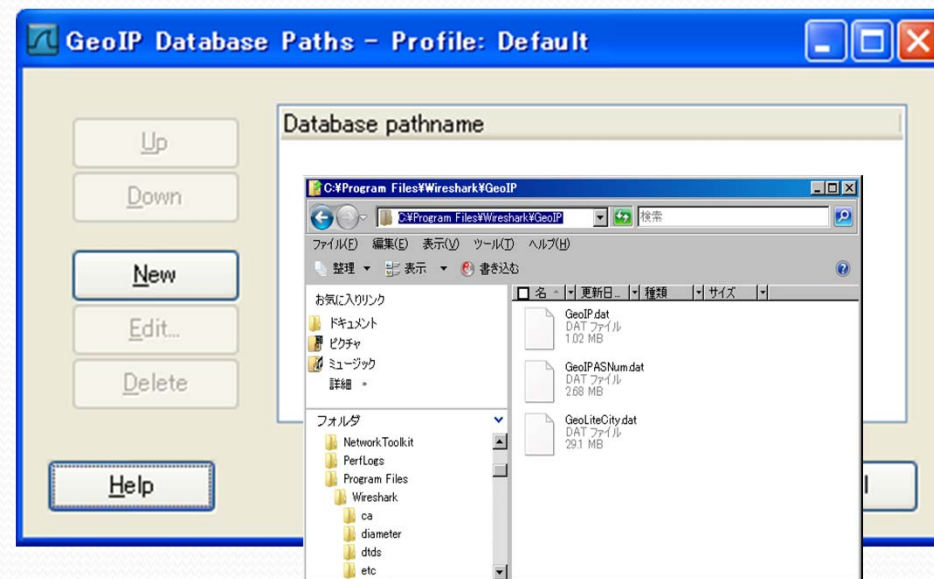 GeoIP Database Paths - Profile: Default
Up
Down
New
Edit...
Delete
Help
Database pathname
C:¥Program Files¥Wireshark¥GeoIP
C:¥Program Files¥Wireshark¥GeoIP
検索
ファイル(F) 編集(E) 表示(V) ツール(T) ヘルプ(H)
整理 表示 書き込む
お気に入りリンク
ドキュメント
ピクチャ
ミュージック
詳細
フォルダ
NetworkToolkit
PerfLogs
Program Files
Wireshark
ca
diameter
dtds
etc
名 更新日... 種類 サイズ
GeoIP.dat
DAT ファイル
1.02 MB
GeoIPASNum.dat
DAT ファイル
2.68 MB
GeoLiteCity.dat
DAT ファイル
29.1 MB